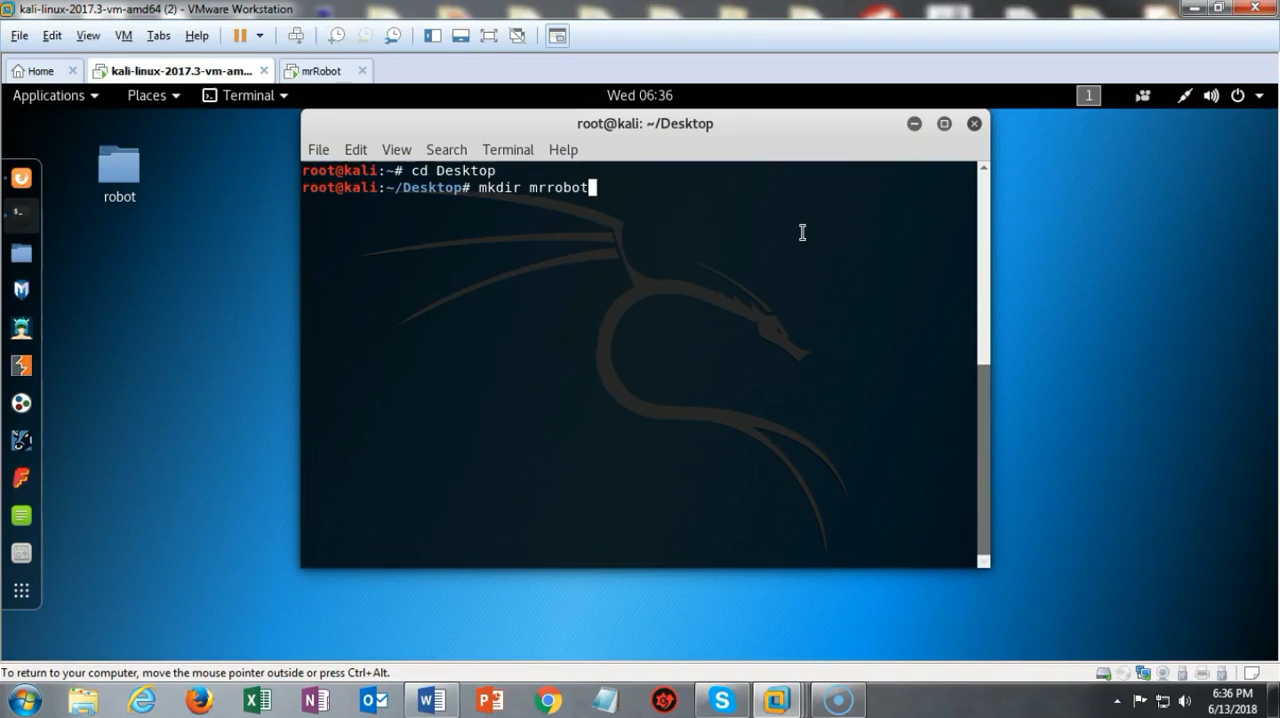 kali-linux-2017.3-vm-amd64 (2) - VMware Workstation
File Edit View VM Tabs Help
Home kali-linux-2017.3-vm-am... mrRobot
Applications Places Terminal Wed 06:36 1
root@kali: ~/Desktop
File Edit View Search Terminal Help
root@kali:~# cd Desktop
root@kali:~/Desktop# mkdir mrrobot
robot
To return to your computer, move the mouse pointer outside or press Ctrl+Alt.
6:36 PM
6/13/2018